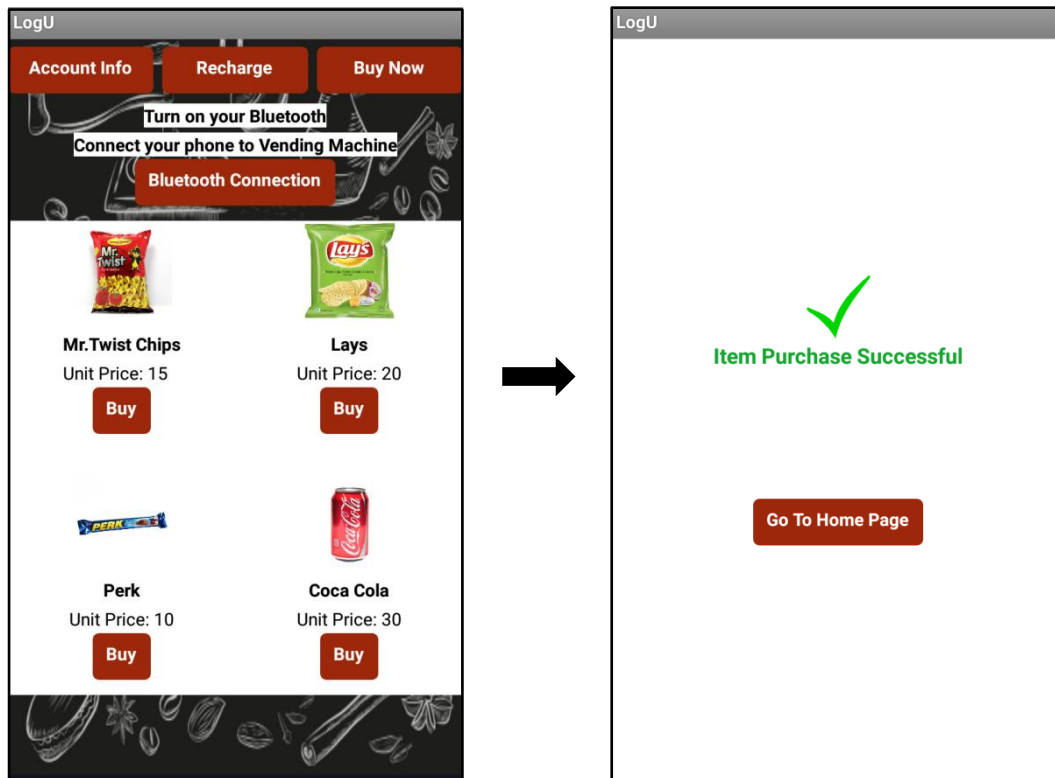 LogU
Account Info
Recharge
Buy Now
Turn on your Bluetooth
Connect your phone to Vending Machine
Bluetooth Connection
Mr. Twist
Lay's
Mr.Twist Chips
Lays
Unit Price: 15
Unit Price: 20
Buy
Buy
PERK
Coca-Cola
Perk
Coca Cola
Unit Price: 10
Unit Price: 30
Buy
Buy
LogU
Item Purchase Successful
Go To Home Page